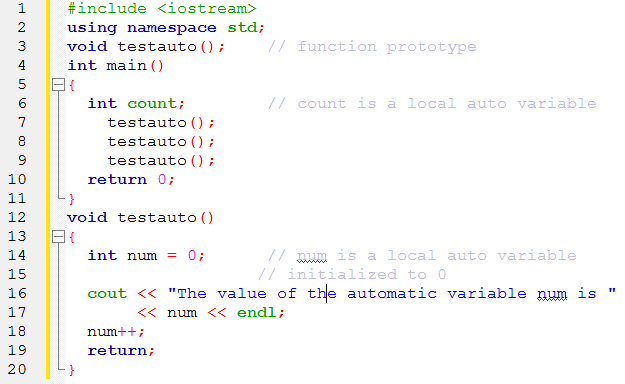 1 #include <iostream>
2 using namespace std;
3 void testauto();    // function prototype
4 int main()
5 {
6   int count;        // count is a local auto variable
7     testauto();
8     testauto();
9     testauto();
10   return 0;
11 }
12 void testauto()
13 {
14   int num = 0;      // num is a local auto variable
15                    // initialized to 0
16   cout << "The value of the automatic variable num is "
17        << num << endl;
18   num++;
19   return;
20 }